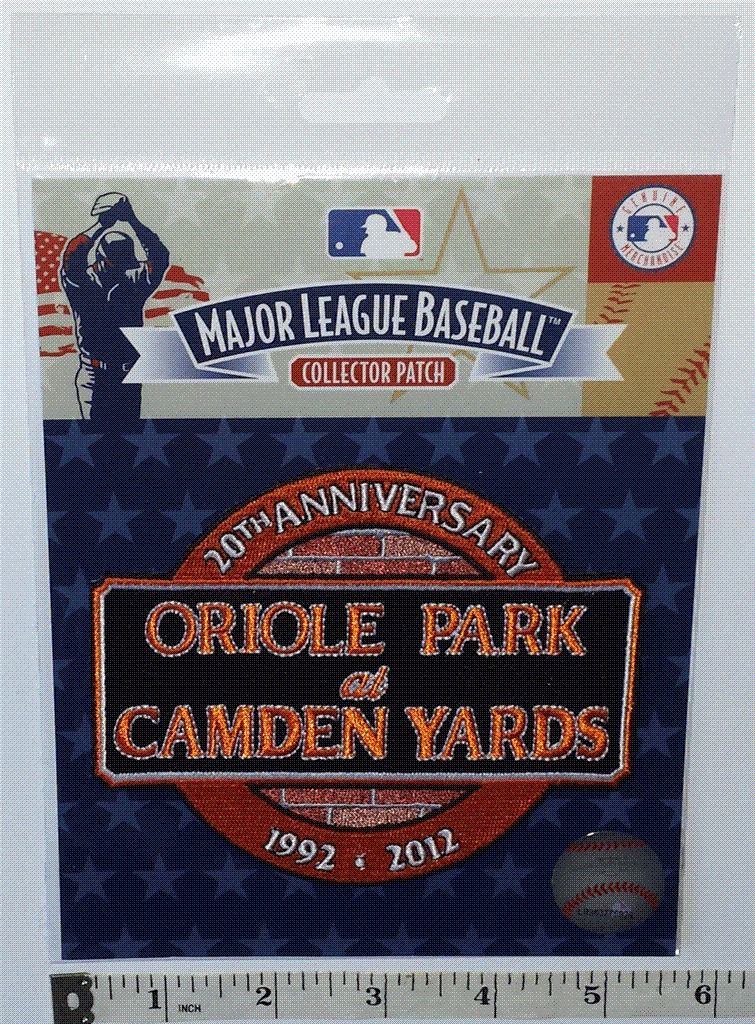 GENUINE
MERCHANDISE
MAJOR LEAGUE BASEBALL™
COLLECTOR PATCH
20TH ANNIVERSARY
ORIOLE PARK
at
CAMDEN YARDS
1992 • 2012
1 INCH 2 3 4 5 6